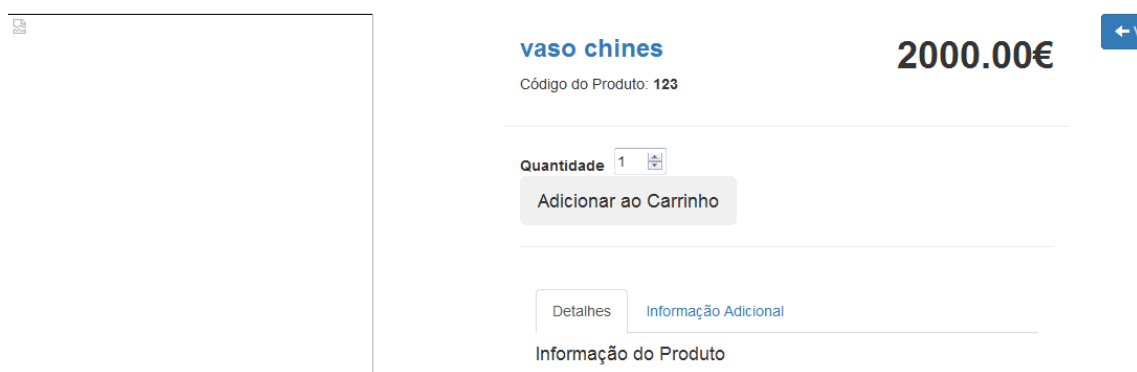 vaso chines
2000.00€
Código do Produto: 123
Quantidade 1
Adicionar ao Carrinho
Detalhes Informação Adicional
Informação do Produto